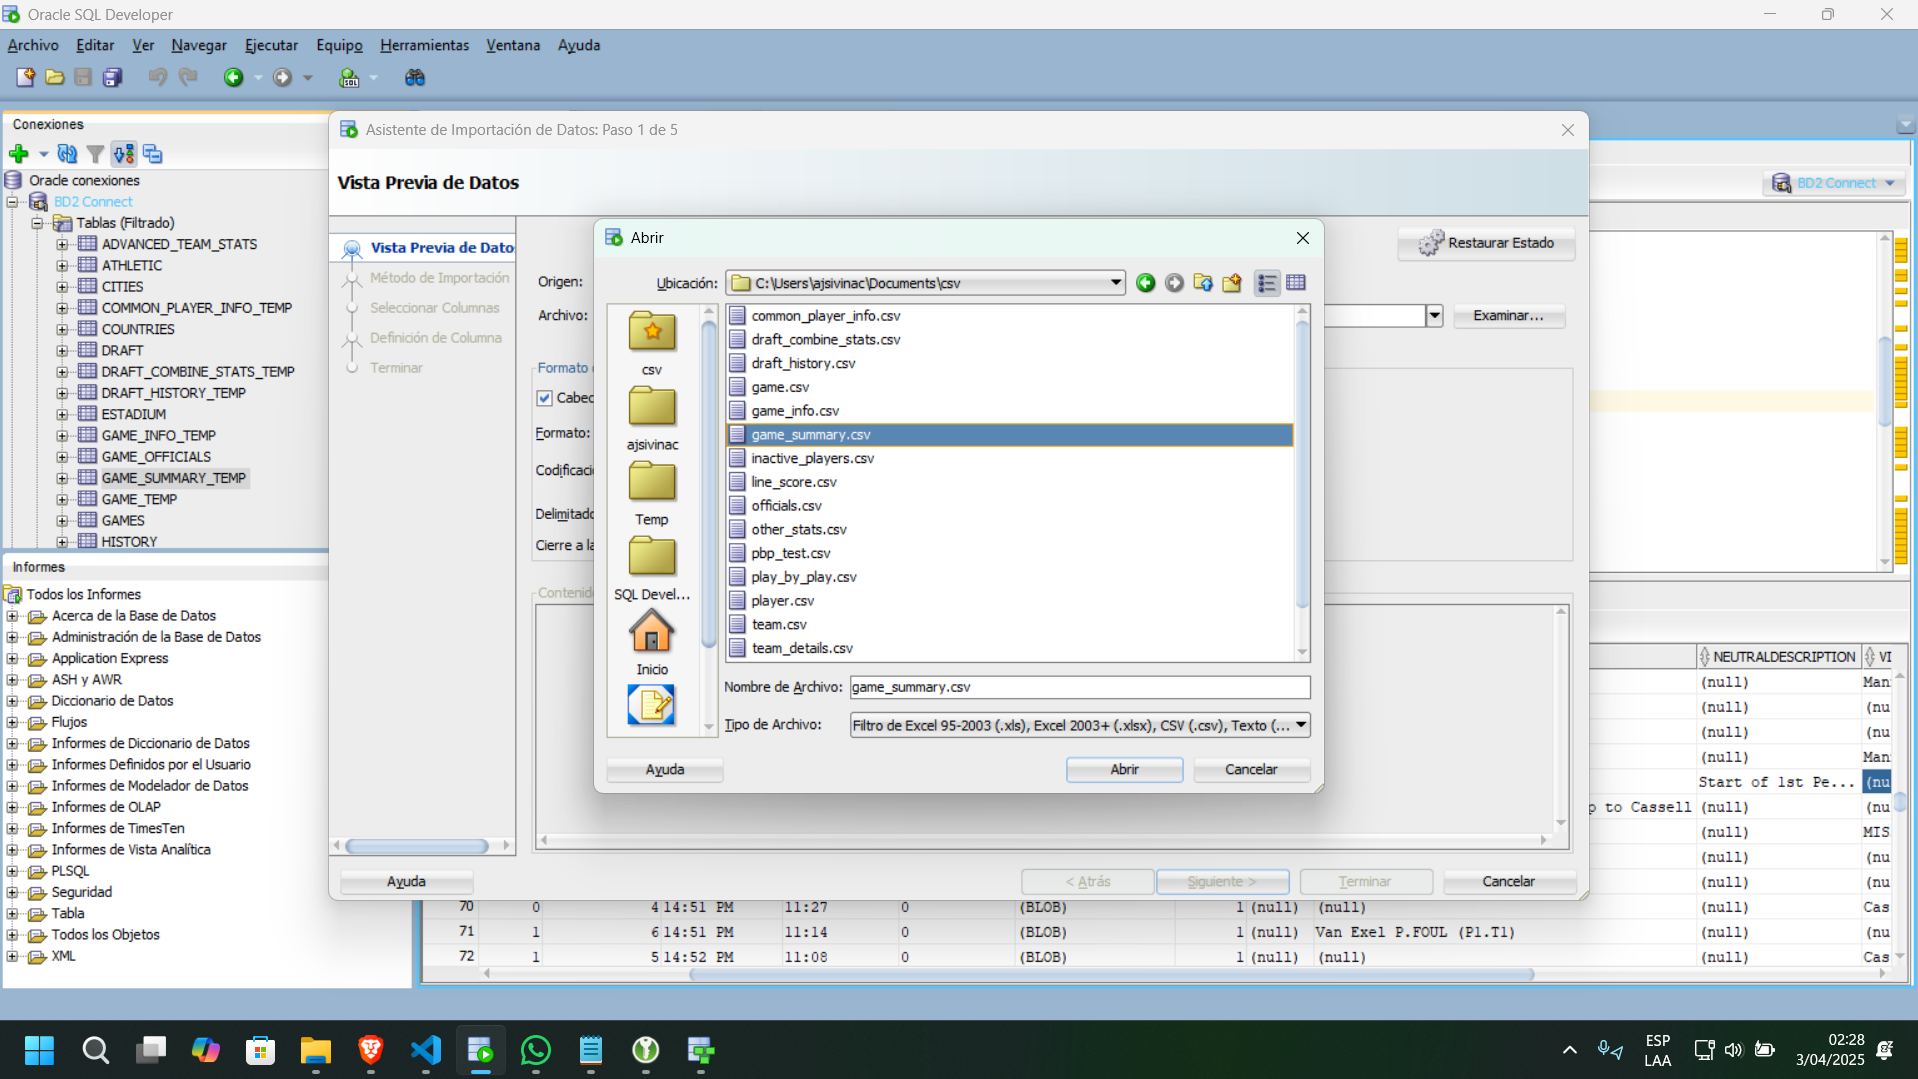 Oracle SQL Developer
Archivo Editar Ver Navegar Ejecutar Equipo Herramientas Ventana Ayuda
SQL
Conexiones
Oracle conexiones
BD2 Connect
Tablas (Filtrado)
ADVANCED_TEAM_STATS
ATHLETIC
CITIES
COMMON_PLAYER_INFO_TEMP
COUNTRIES
DRAFT
DRAFT_COMBINE_STATS_TEMP
DRAFT_HISTORY_TEMP
ESTADIUM
GAME_INFO_TEMP
GAME_OFFICIALS
GAME_SUMMARY_TEMP
GAME_TEMP
GAMES
HISTORY
Informes
Todos los Informes
Acerca de la Base de Datos
Administración de la Base de Datos
Application Express
ASH y AWR
Diccionario de Datos
Flujos
Informes de Diccionario de Datos
Informes Definidos por el Usuario
Informes de Modelador de Datos
Informes de OLAP
Informes de TimesTen
Informes de Vista Analítica
PLSQL
Seguridad
Tabla
Todos los Objetos
XML
Asistente de Importación de Datos: Paso 1 de 5
Vista Previa de Datos
Vista Previa de Dato
Método de Importación
Seleccionar Columnas
Definición de Columna
Terminar
Restaurar Estado
Origen:
Archivo:
Examinar...
Formato
Cabec
Formato:
Codificaci
Delimitado
Cierre a la
Contenido
Ayuda
< Atrás
Siguiente >
Terminar
Cancelar
Abrir
Ubicación: C:\Users\ajsivinac\Documents\csv
csv
ajsivinac
Temp
SQL Devel...
Inicio
common_player_info.csv
draft_combine_stats.csv
draft_history.csv
game.csv
game_info.csv
game_summary.csv
inactive_players.csv
line_score.csv
officials.csv
other_stats.csv
pbp_test.csv
play_by_play.csv
player.csv
team.csv
team_details.csv
Nombre de Archivo: game_summary.csv
Tipo de Archivo: Filtro de Excel 95-2003 (.xls), Excel 2003+ (.xlsx), CSV (.csv), Texto (...
Ayuda
Abrir
Cancelar
BD2 Connect
NEUTRALDESCRIPTION VI
(null) Man
(null) (nu
(null) (nu
(null) Man
Start of 1st Pe... (nu
p to Cassell (null) (nu
(null) MIS
(null) (nu
(null) (nu
70 0 4 14:51 PM 11:27 0 (BLOB) 1 (null) (null) (null) Cas
71 1 6 14:51 PM 11:14 0 (BLOB) 1 (null) Van Exel P.FOUL (P1.T1) (null) (nu
72 1 5 14:52 PM 11:08 0 (BLOB) 1 (null) (null) (null) Cas
ESP
LAA
02:28
3/04/2025